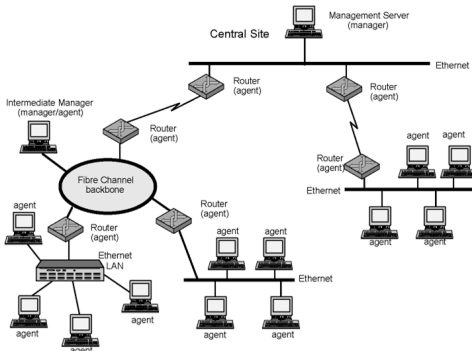 Management Server
(manager)
Central Site
Ethernet
Router
(agent)
Router
(agent)
Intermediate Manager
(manager/agent)
Router
(agent)
agent
agent
Router
(agent)
Fibre Channel
backbone
Ethernet
Router
(agent)
agent
Router
(agent)
agent
agent
Ethernet
LAN
agent
agent
Ethernet
agent
agent
agent
agent
agent
agent